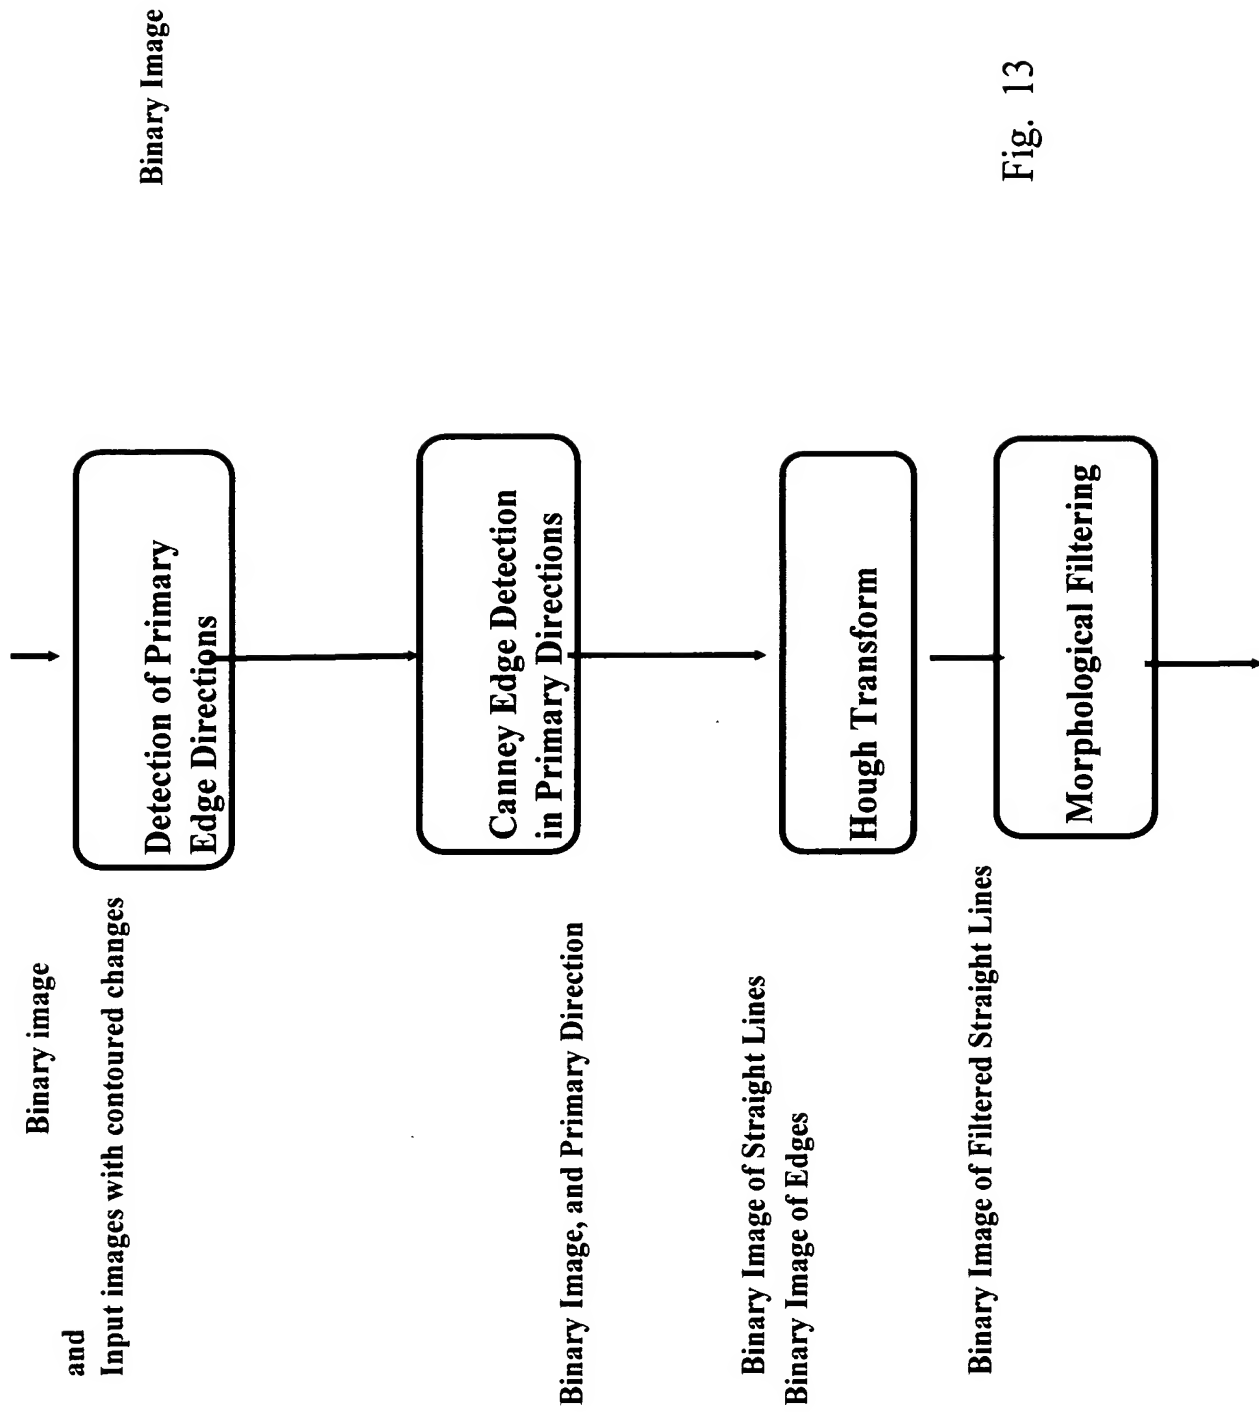 Binary image
and
Input images with contoured changes
Detection of Primary
Edge Directions
Binary Image
Canney Edge Detection
in Primary Directions
Binary Image, and Primary Direction
Hough Transform
Binary Image of Straight Lines
Binary Image of Edges
Morphological Filtering
Binary Image of Filtered Straight Lines
Fig. 13